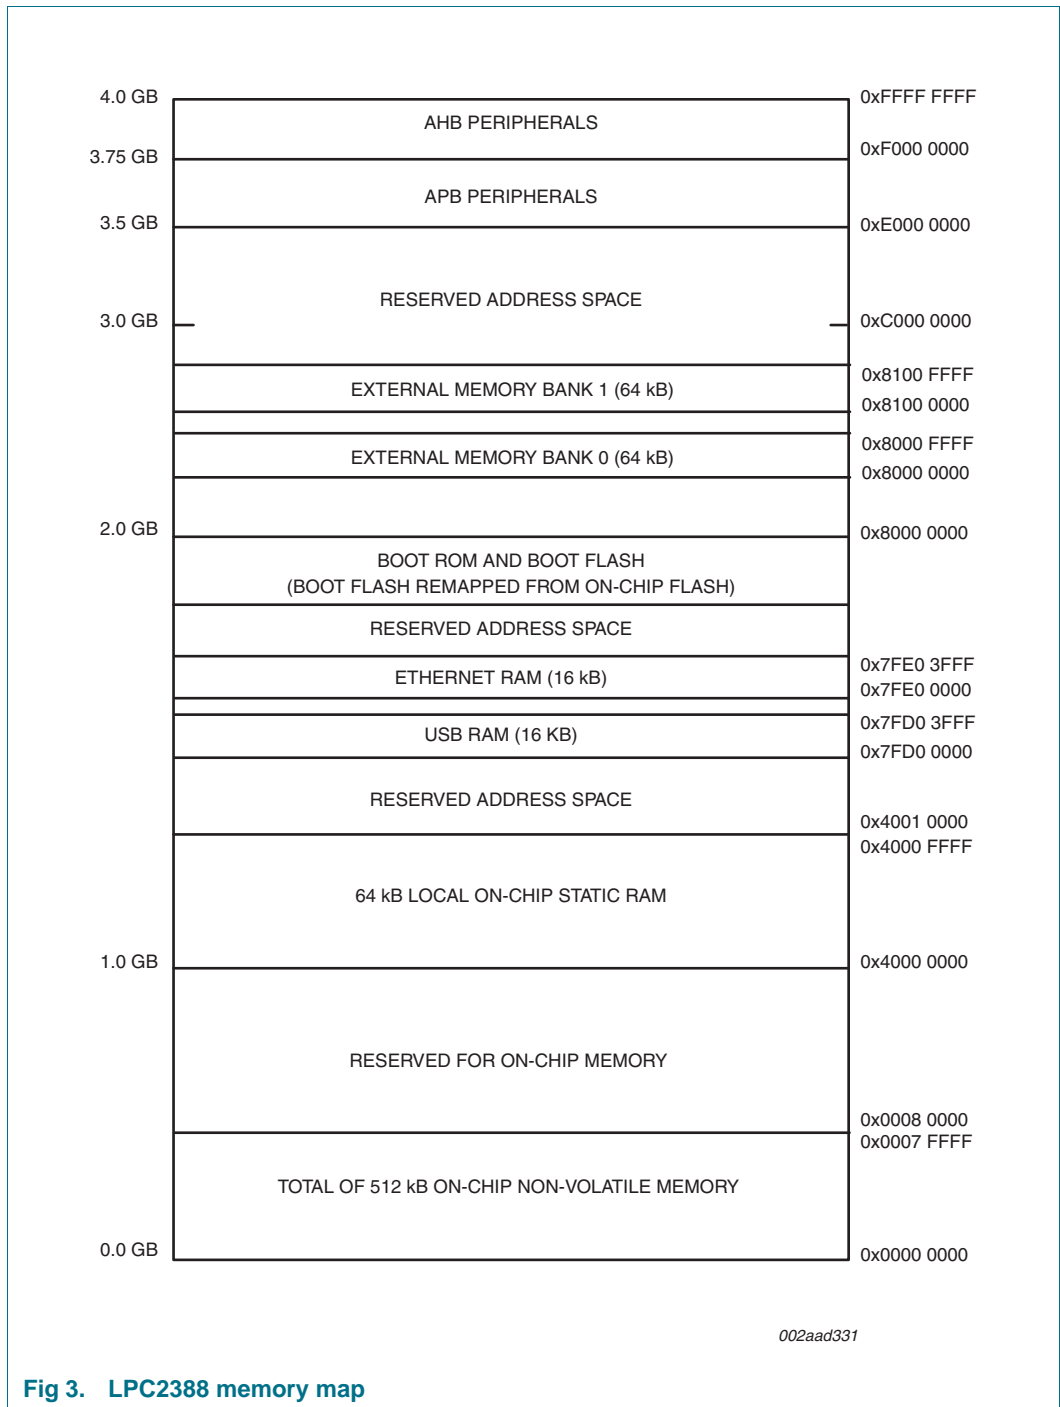 4.0 GB
0xFFFF FFFF
AHB PERIPHERALS
3.75 GB
0xF000 0000
APB PERIPHERALS
3.5 GB
0xE000 0000
RESERVED ADDRESS SPACE
3.0 GB
0xC000 0000
0x8100 FFFF
EXTERNAL MEMORY BANK 1 (64 kB)
0x8100 0000
0x8000 FFFF
EXTERNAL MEMORY BANK 0 (64 kB)
0x8000 0000
2.0 GB
0x8000 0000
BOOT ROM AND BOOT FLASH
(BOOT FLASH REMAPPED FROM ON-CHIP FLASH)
RESERVED ADDRESS SPACE
0x7FE0 3FFF
ETHERNET RAM (16 kB)
0x7FE0 0000
0x7FD0 3FFF
USB RAM (16 KB)
0x7FD0 0000
RESERVED ADDRESS SPACE
0x4001 0000
0x4000 FFFF
64 kB LOCAL ON-CHIP STATIC RAM
1.0 GB
0x4000 0000
RESERVED FOR ON-CHIP MEMORY
0x0008 0000
0x0007 FFFF
TOTAL OF 512 kB ON-CHIP NON-VOLATILE MEMORY
0.0 GB
0x0000 0000
002aad331
Fig 3. LPC2388 memory map